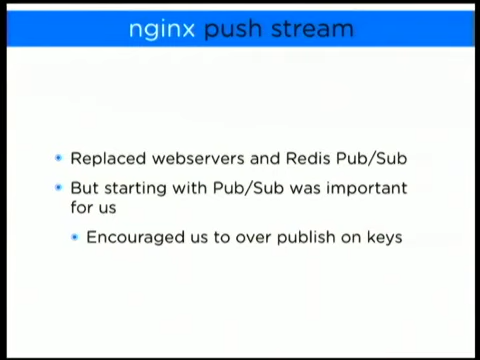 nginx push stream
Replaced webservers and Redis Pub/Sub
But starting with Pub/Sub was important
for us
Encouraged us to over publish on keys